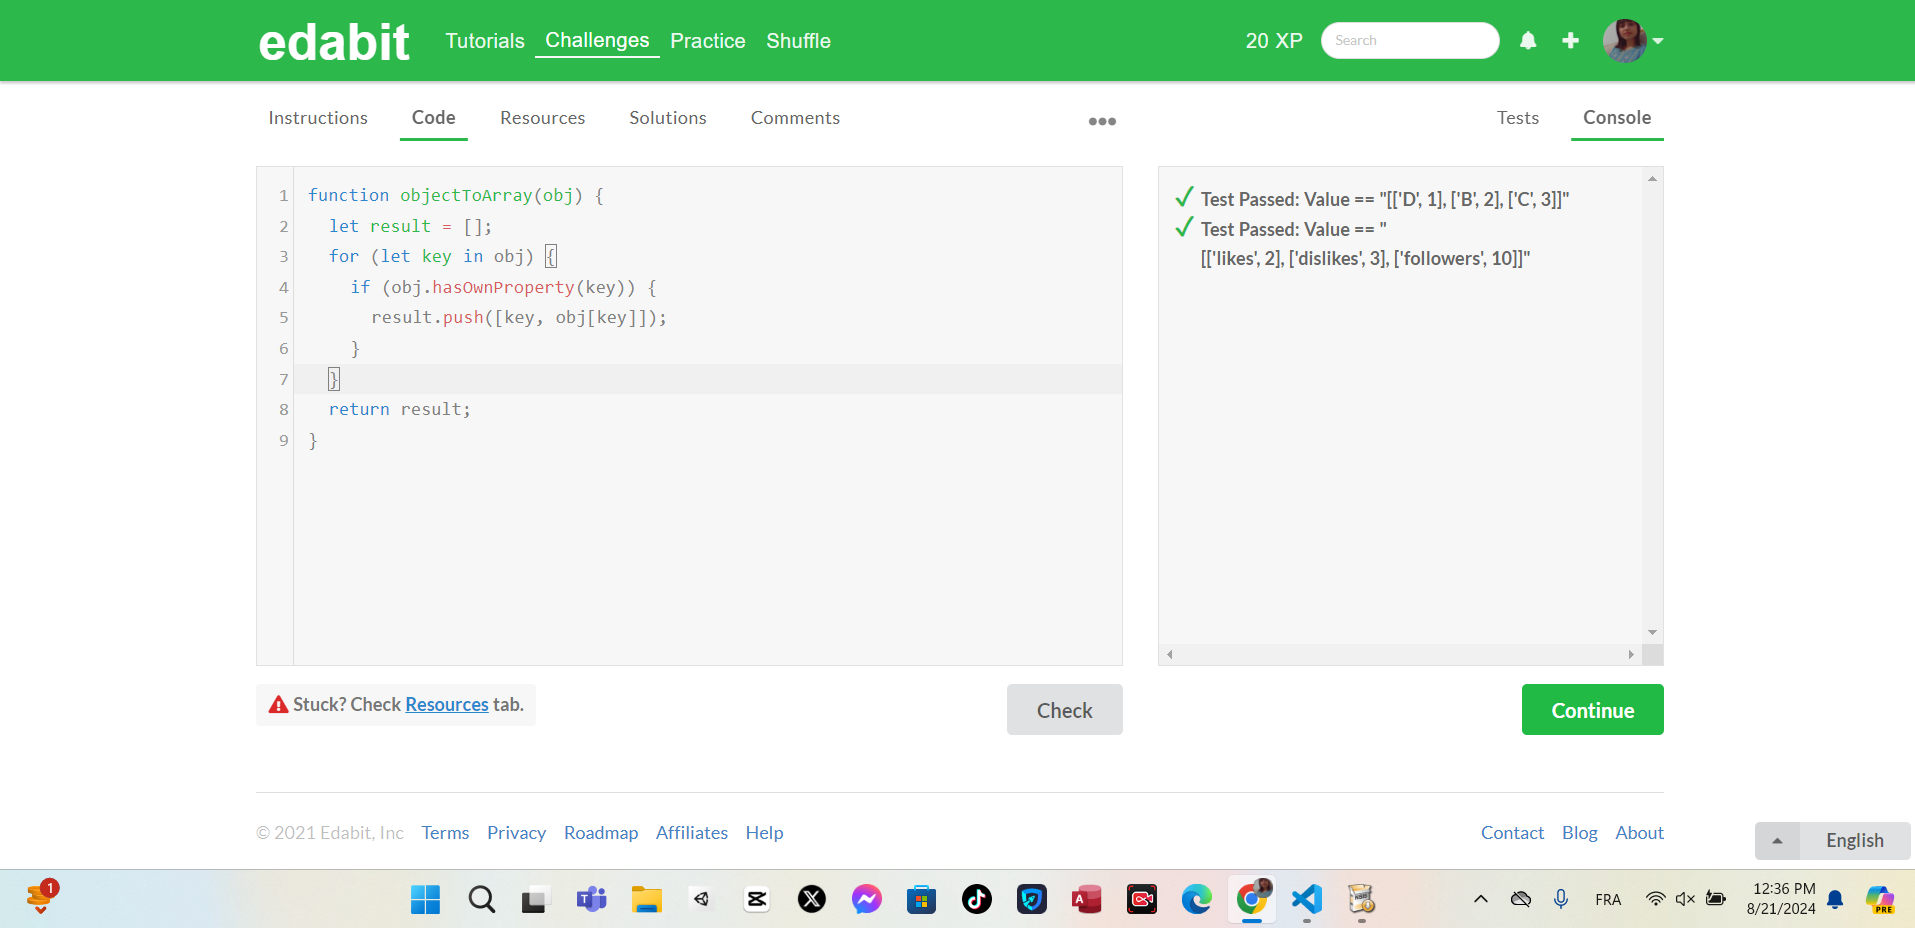 edabit
Tutorials Challenges Practice Shuffle
20 XP
Search
Instructions Code Resources Solutions Comments
Tests Console
1 function objectToArray(obj) {
2 let result = [];
3 for (let key in obj) {
4 if (obj.hasOwnProperty(key)) {
5 result.push([key, obj[key]]);
6 }
7 }
8 return result;
9 }
Test Passed: Value == "[['D', 1], ['B', 2], ['C', 3]]"
Test Passed: Value == "
[['likes', 2], ['dislikes', 3], ['followers', 10]]"
Stuck? Check Resources tab.
Check
Continue
© 2021 Edabit, Inc Terms Privacy Roadmap Affiliates Help
Contact Blog About
English
1
FRA
12:36 PM
8/21/2024
PRE